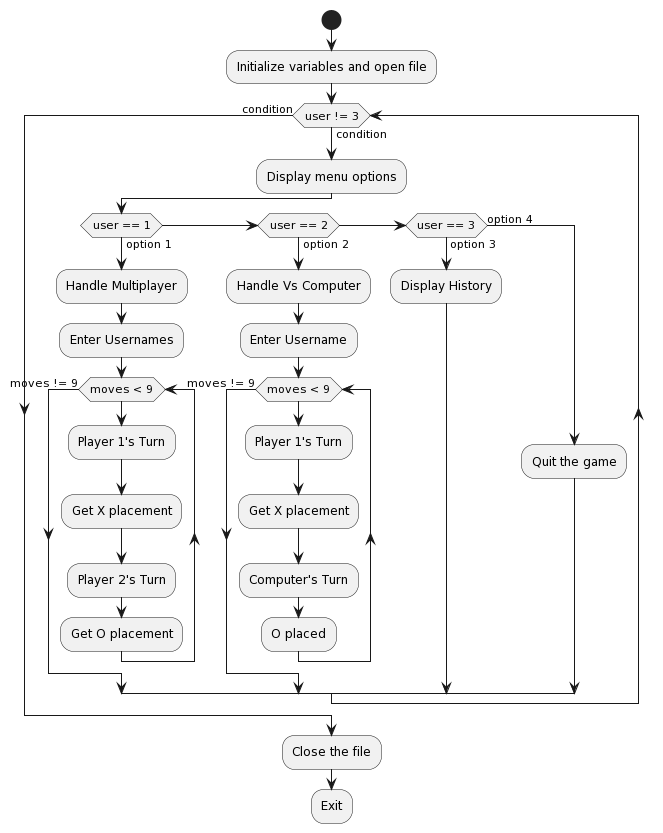 Initialize variables and open file
condition
user != 3
condition
Display menu options
user == 1
option 1
user == 2
option 2
user == 3
option 3
option 4
Handle Multiplayer
Handle Vs Computer
Display History
Enter Usernames
Enter Username
moves != 9
moves < 9
moves != 9
moves < 9
Player 1's Turn
Player 1's Turn
Quit the game
Get X placement
Get X placement
Player 2's Turn
Computer's Turn
Get O placement
O placed
Close the file
Exit